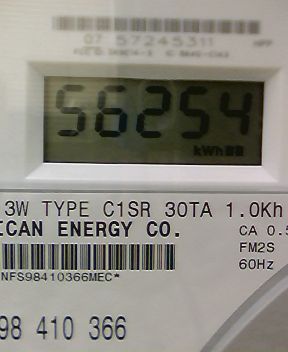 07 57245311
56254
kWh
3W TYPE C1SR 30TA 1.0Kh
ICAN ENERGY CO.
CA 0.5
FM2S
60Hz
NFS98410366MEC*
98 410 366